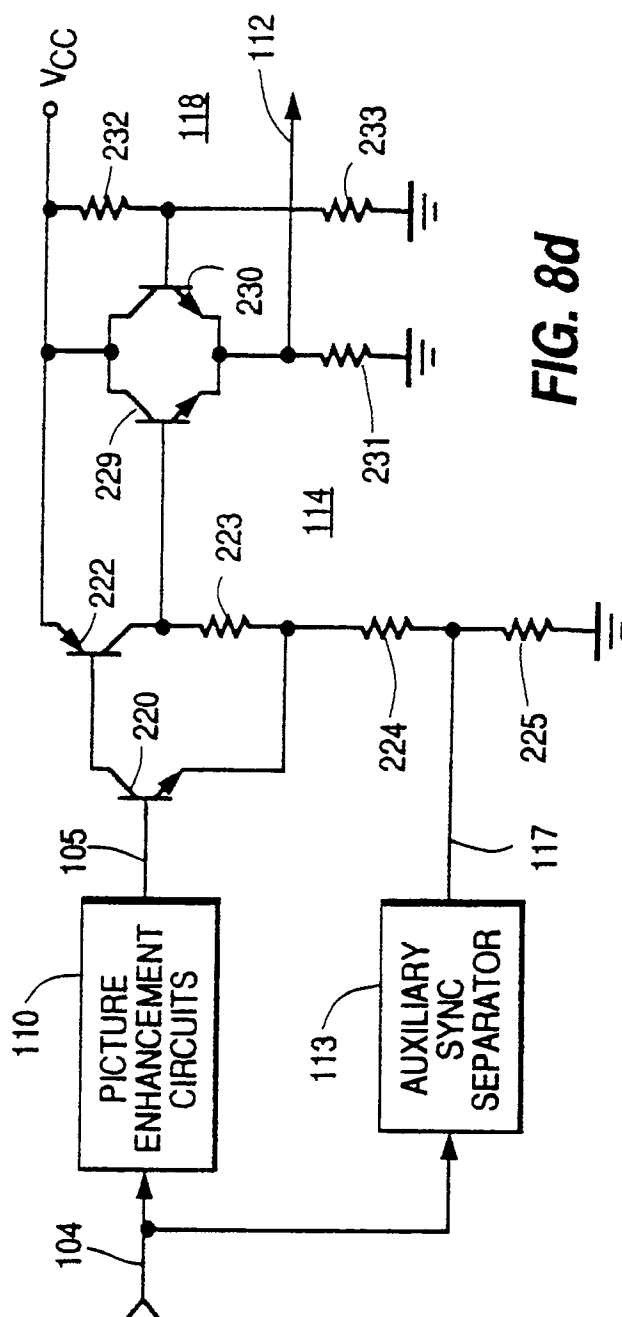 104
110
PICTURE
ENHANCEMENT
CIRCUITS
105
220
222
VCC
229
230
232
118
112
233
231
114
223
224
225
113
AUXILIARY
SYNC
SEPARATOR
117
FIG. 8d